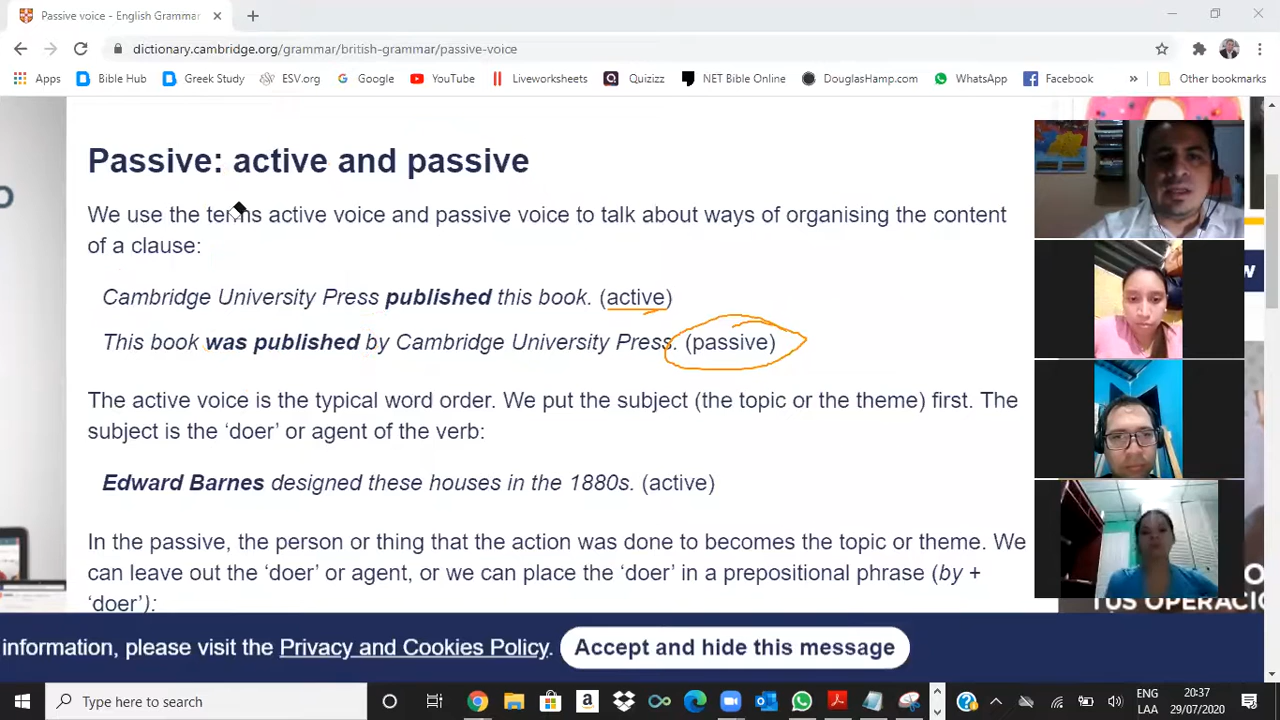 Passive voice - English Grammar
dictionary.cambridge.org/grammar/british-grammar/passive-voice
Apps Bible Hub Greek Study ESV.org Google YouTube Liveworksheets Quizizz NET Bible Online DouglasHamp.com WhatsApp Facebook » Other bookmarks
Passive: active and passive
We use the terms active voice and passive voice to talk about ways of organising the content
of a clause:
Cambridge University Press published this book. (active)
This book was published by Cambridge University Press. (passive)
The active voice is the typical word order. We put the subject (the topic or the theme) first. The
subject is the ‘doer’ or agent of the verb:
Edward Barnes designed these houses in the 1880s. (active)
In the passive, the person or thing that the action was done to becomes the topic or theme. We
can leave out the ‘doer’ or agent, or we can place the ‘doer’ in a prepositional phrase (by +
‘doer’):
TUS OPERACIO
information, please visit the Privacy and Cookies Policy. Accept and hide this message
Type here to search
ENG 20:37
LAA 29/07/2020